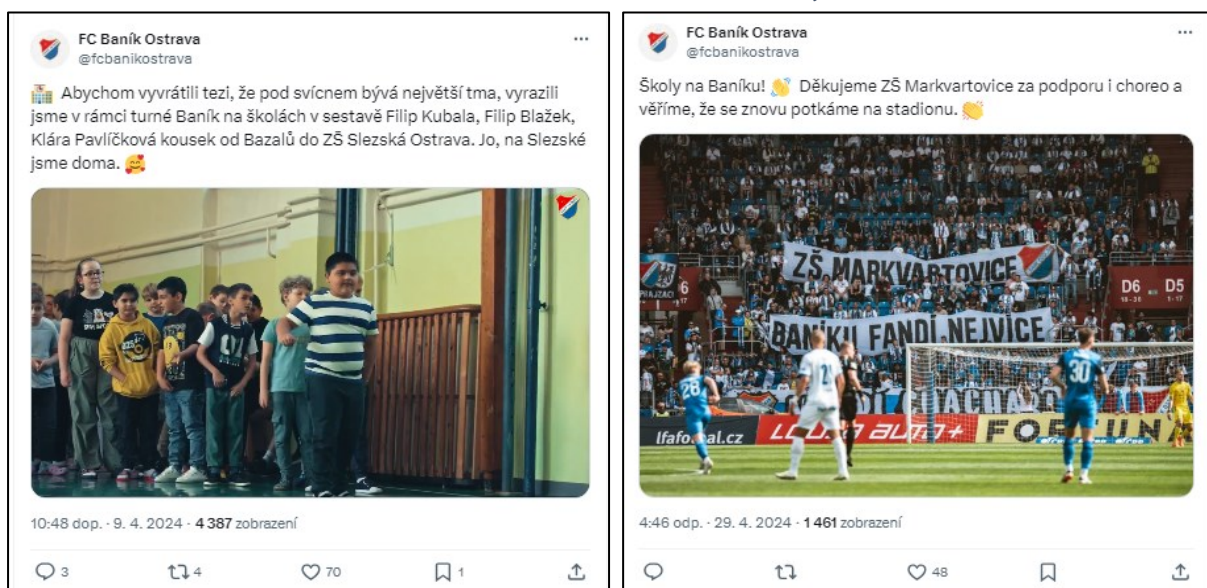 FC Baník Ostrava
@fcbanikostrava
Abychom vyvrátili tezi, že pod svícnem bývá největší tma, vyrazili
jsme v rámci turné Baník na školách v sestavě Filip Kubala, Filip Blažek,
Klára Pavlíčková kousek od Bazalů do ZŠ Slezská Ostrava. Jo, na Slezské
jsme doma.
10:48 dop. · 9. 4. 2024 · 4 387 zobrazení
3 4 70 1
FC Baník Ostrava
@fcbanikostrava
Školy na Baníku! Děkujeme ZŠ Markvartovice za podporu i choreo a
věříme, že se znovu potkáme na stadionu.
ZŠ MARKVARTOVICE
D6 D5
BANÍKU FANDÍ NEJVÍCE
28 2 30
lfafotbal.cz
FORTUN
4:46 odp. · 29. 4. 2024 · 1 461 zobrazení
48